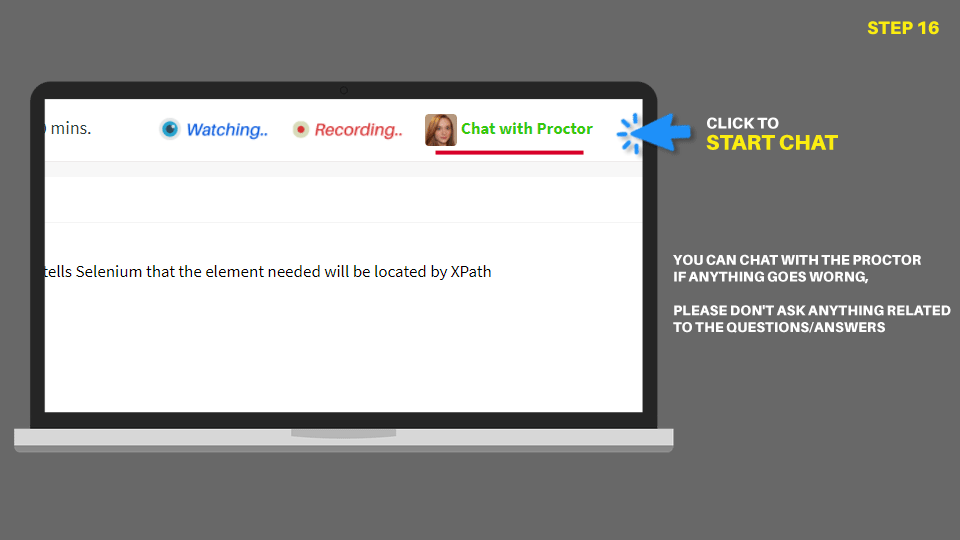 STEP 16
mins.
Watching..
Recording..
Chat with Proctor
CLICK TO
START CHAT
tells Selenium that the element needed will be located by XPath
YOU CAN CHAT WITH THE PROCTOR
IF ANYTHING GOES WORNG,
PLEASE DON'T ASK ANYTHING RELATED
TO THE QUESTIONS/ANSWERS